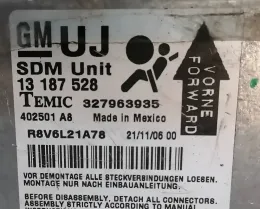 GM UJ
SDM Unit
13 187 528
TEMIC 327963935
402501 A8 Made in Mexico
R8V6L21A78 21/11/06 00
VORNE
FORWARD
VOR DEMONTAGE ALLE STECKVERBINDUNGEN LOESEN.
MONTAGE NUR NACH EINBAUANLEITUNG.
BEFORE DISASSEMBLY, DETACH ALL CONNECTORS.
ASSEMBLY STRICTLY ACCORDING TO MANUAL